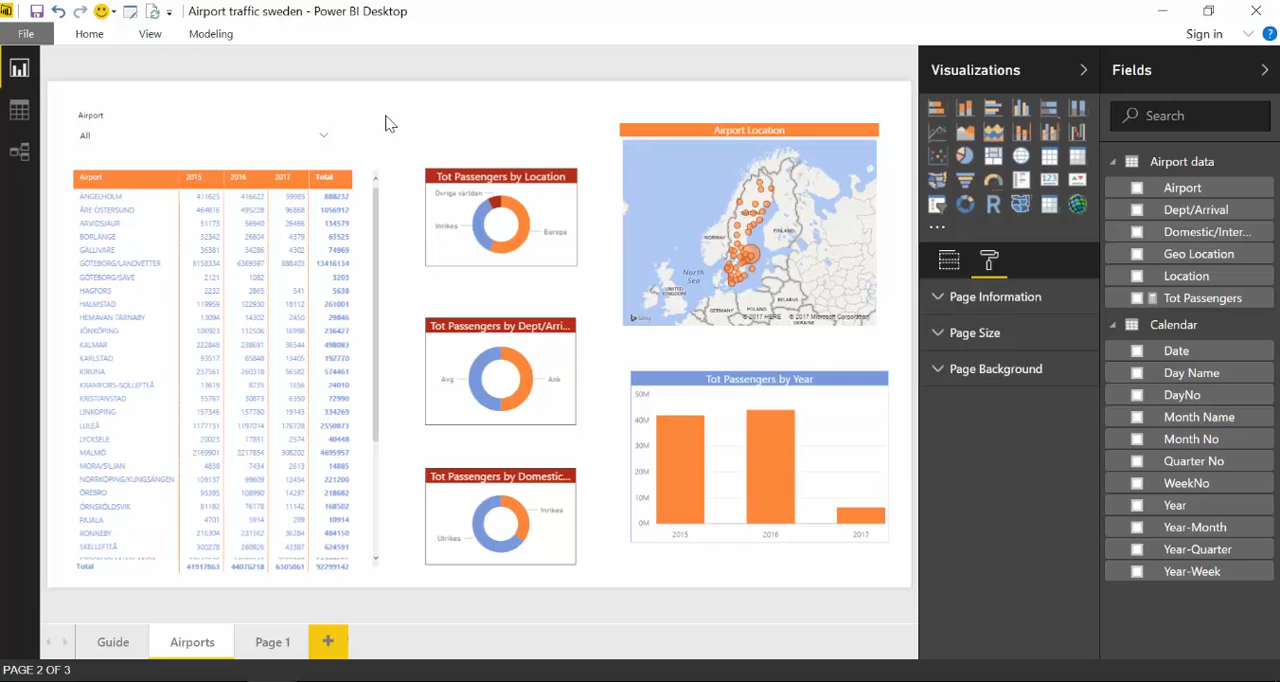 Airport traffic sweden - Power BI Desktop
File Home View Modeling Sign in
Airport
All
Airport 2015 2016 2017 Total
ÄNGELHOLM 411625 416622 59985 888232
ÅRE ÖSTERSUND 464816 495228 96868 1056912
ARVIDSJAUR 51173 56940 26466 134579
BORLÄNGE 32342 26804 4379 63525
GÄLLIVARE 36381 34286 4302 74969
GÖTEBORG/LANDVETTER 6158334 6369397 888403 13416134
GÖTEBORG/SÄVE 2121 1082 3203
HAGFORS 2232 2865 541 5638
HALMSTAD 119959 122930 18112 261001
HEMAVAN TÄRNABY 13094 14302 2450 29846
JÖNKÖPING 106923 112506 16998 236427
KALMAR 222848 238691 36544 498083
KARLSTAD 93517 85848 13405 192770
KIRUNA 257561 260318 56582 574461
KRAMFORS-SOLLEFTEÅ 13619 8735 1656 24010
KRISTIANSTAD 35767 30873 6350 72990
LINKÖPING 157346 157780 19143 334269
LULEÅ 1177131 1197014 176728 2550873
LYCKSELE 20023 17851 2574 40448
MALMÖ 2169901 2217854 308202 4695957
MORA/SILJAN 4838 7434 2613 14885
NORRKÖPING/KUNGSÄNGEN 109137 99609 12454 221200
ÖREBRO 95395 108990 14297 218682
ÖRNSKÖLDSVIK 81182 76178 11142 168502
PAJALA 4701 5914 299 10914
RONNEBY 216304 231562 36284 484150
SKELLEFTEÅ 300278 280926 43387 624591
Total 41917863 44076218 6305061 92299142
Tot Passengers by Location
Övriga världen
Inrikes
Europa
Tot Passengers by Dept/Arri...
Avg
Ank
Tot Passengers by Domestic...
Inrikes
Utrikes
Airport Location
NORWAY
FINLAND
North
Sea
UNITED
KINGDOM
GERMANY
POLAND
BELARUS
UKRAINE
bing
© 2017 HERE © 2017 Microsoft Corporation
Tot Passengers by Year
50M
40M
30M
20M
10M
0M
2015 2016 2017
Visualizations
R
123
Page Information
Page Size
Page Background
Fields
Search
Airport data
Airport
Dept/Arrival
Domestic/Inter...
Geo Location
Location
Tot Passengers
Calendar
Date
Day Name
DayNo
Month Name
Month No
Quarter No
WeekNo
Year
Year-Month
Year-Quarter
Year-Week
Guide Airports Page 1 +
PAGE 2 OF 3